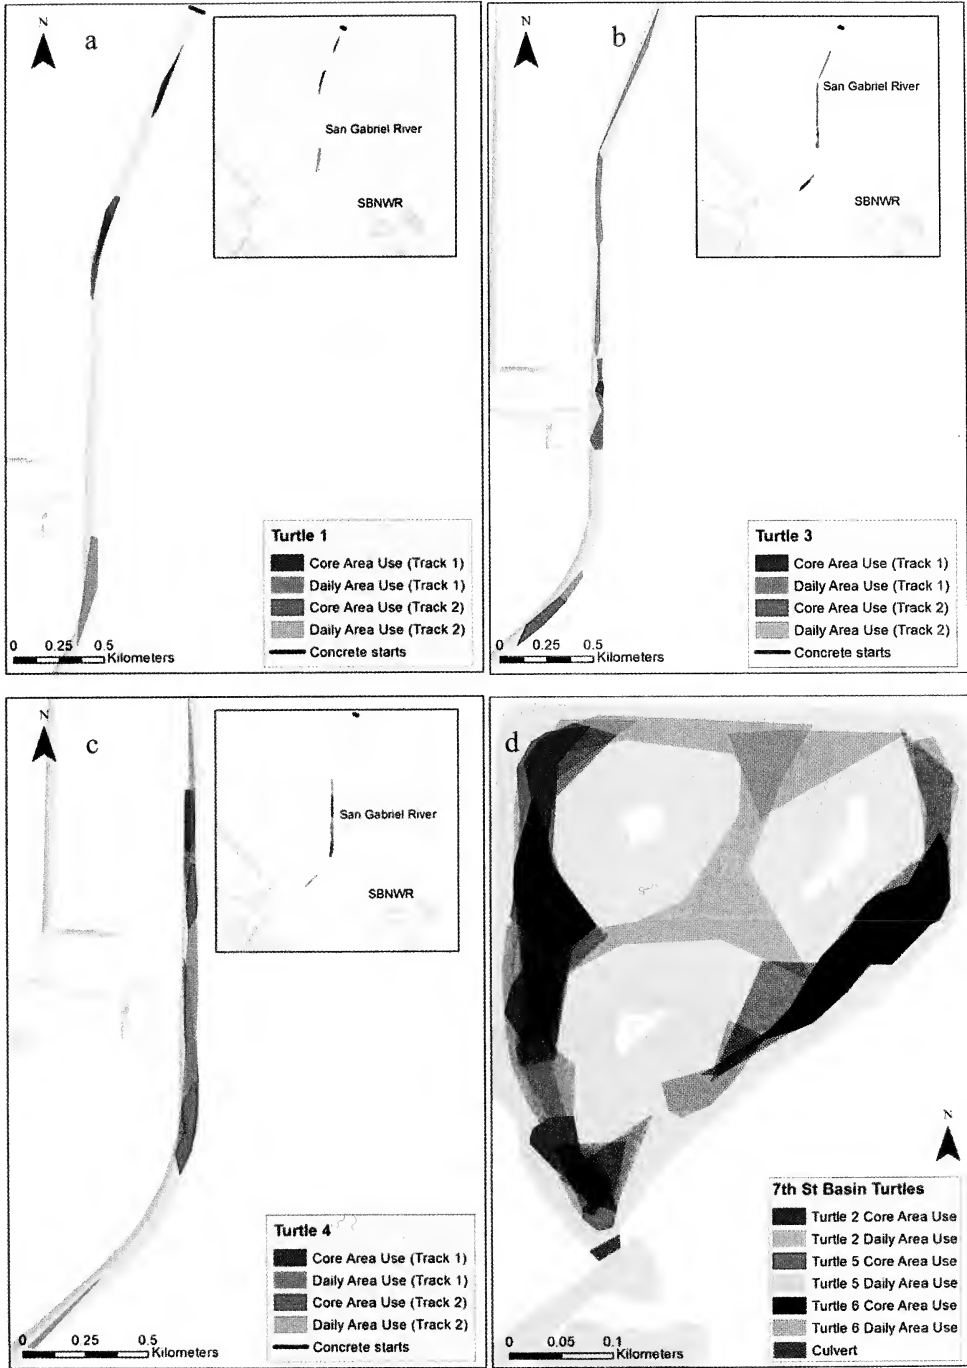 N
a
San Gabriel River
SBNWR
Turtle 1
Core Area Use (Track 1)
Daily Area Use (Track 1)
Core Area Use (Track 2)
Daily Area Use (Track 2)
Concrete starts
0 0.25 0.5
Kilometers
N
b
San Gabriel River
SBNWR
Turtle 3
Core Area Use (Track 1)
Daily Area Use (Track 1)
Core Area Use (Track 2)
Daily Area Use (Track 2)
Concrete starts
0 0.25 0.5
Kilometers
N
c
San Gabriel River
SBNWR
Turtle 4
Core Area Use (Track 1)
Daily Area Use (Track 1)
Core Area Use (Track 2)
Daily Area Use (Track 2)
Concrete starts
0 0.25 0.5
Kilometers
d
N
7th St Basin Turtles
Turtle 2 Core Area Use
Turtle 2 Daily Area Use
Turtle 5 Core Area Use
Turtle 5 Daily Area Use
Turtle 6 Core Area Use
Turtle 6 Daily Area Use
Culvert
0 0.05 0.1
Kilometers